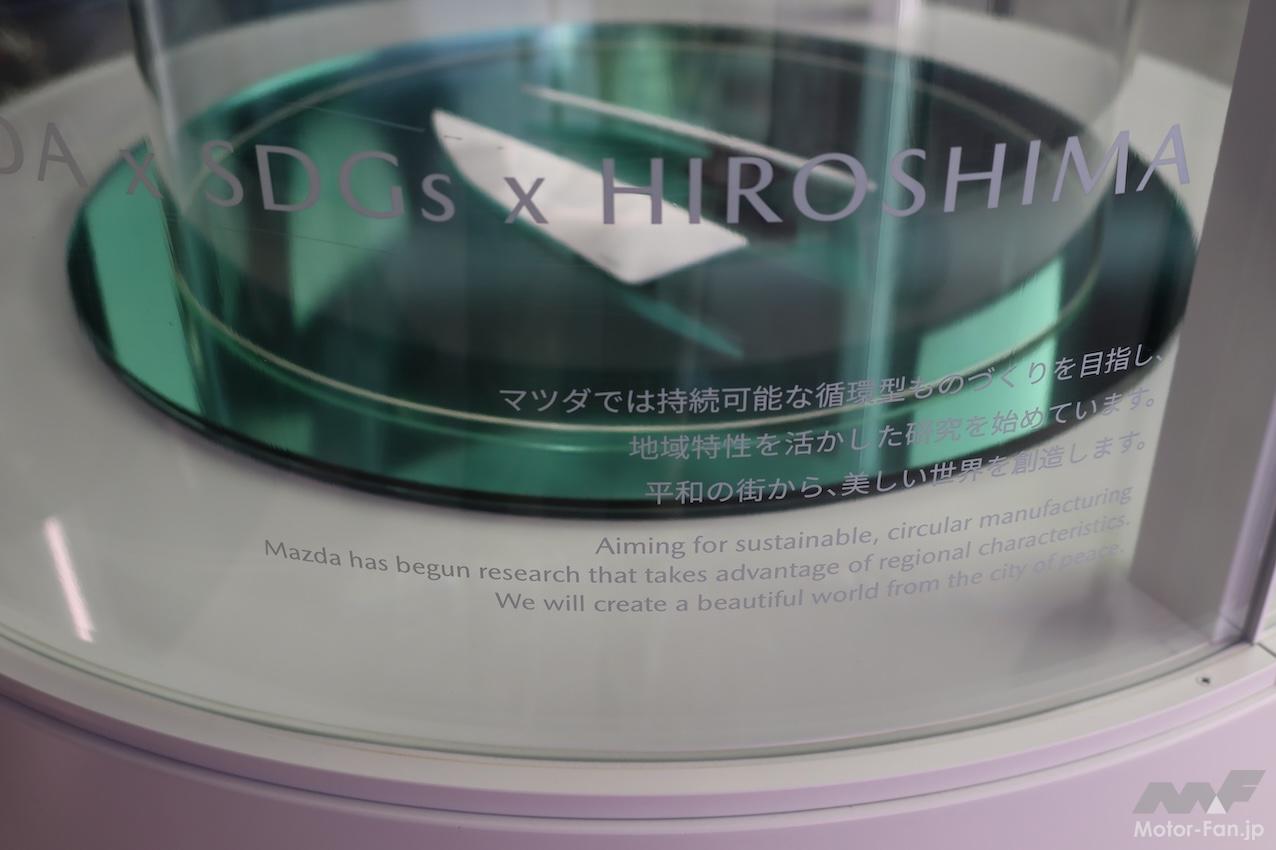 DA x SDGs x HIROSHIMA
マツダでは持続可能な循環型ものづくりを目指し、
地域特性を活かした研究を始めています。
平和の街から、美しい世界を創造します。
Aiming for sustainable, circular manufacturing
Mazda has begun research that takes advantage of regional characteristics.
We will create a beautiful world from the city of peace.
Motor-Fan.jp